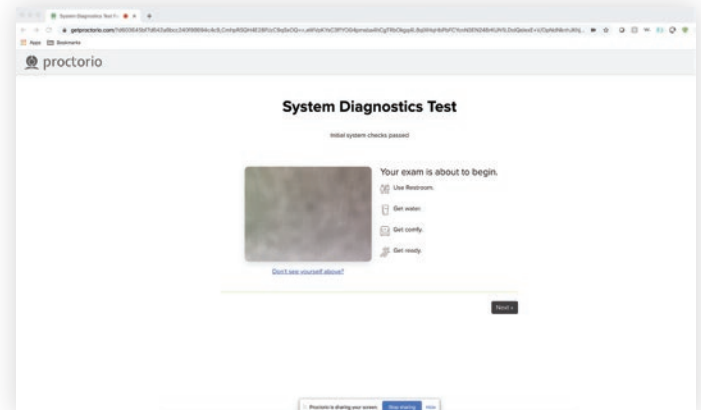 System Diagnostics Test
Apps Bookmarks
proctorio
System Diagnostics Test
Initial system checks passed
Your exam is about to begin.
Use Restroom.
Get water.
Get comfy.
Get ready.
Don't see yourself above?
Next ›
Proctorio is sharing your screen. Stop sharing Hide